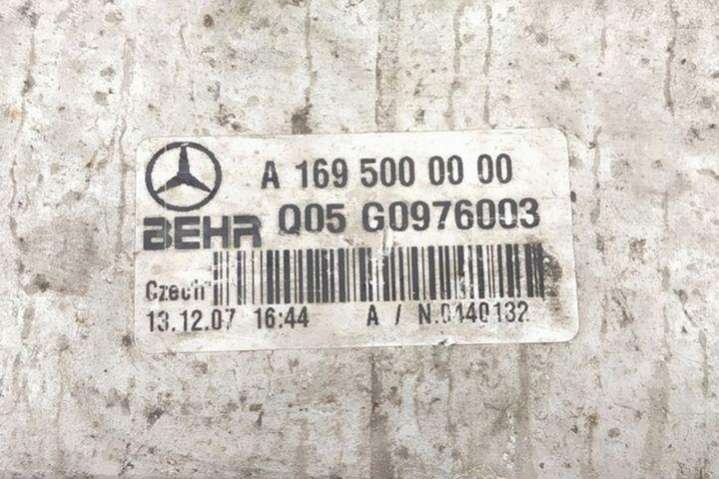 A 169 500 00 00
BEHR Q05 G0976003
Czech
13.12.07 16:44 A / N.0140132